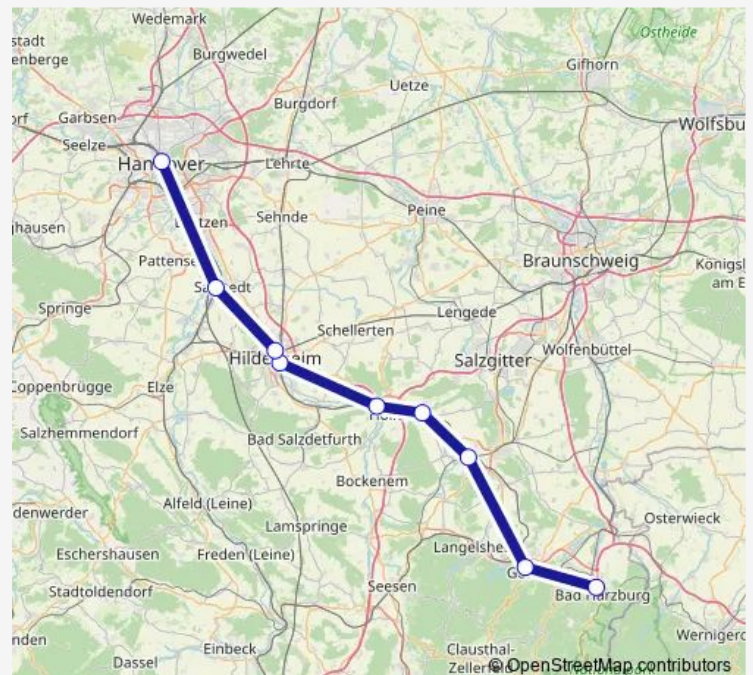 Wedemark
Ostheide
stadt
enberge
Burgwedel
Gifhorn
Uetze
Burgdorf
Garbsen
orf
Wolfsbu
Seelze
Lehrte
Peine
Sehnde
Braunschweig
Pattense
Königsl
am E
Springe
Lengede
Schellerten
Wolfenbüttel
Salzgitter
Coppenbrügge
Elze
Salzhemmendorf
Bad Salzdetfurth
Bockenem
Alfeld (Leine)
denwerder
Lamspringe
Osterwieck
Eschershausen
Freden (Leine)
Langelshe
Seesen
Stadtoldendorf
Wernigero
nden
Einbeck
Clausthal-
Dassel
Zellerfeld
© OpenStreetMap contributors